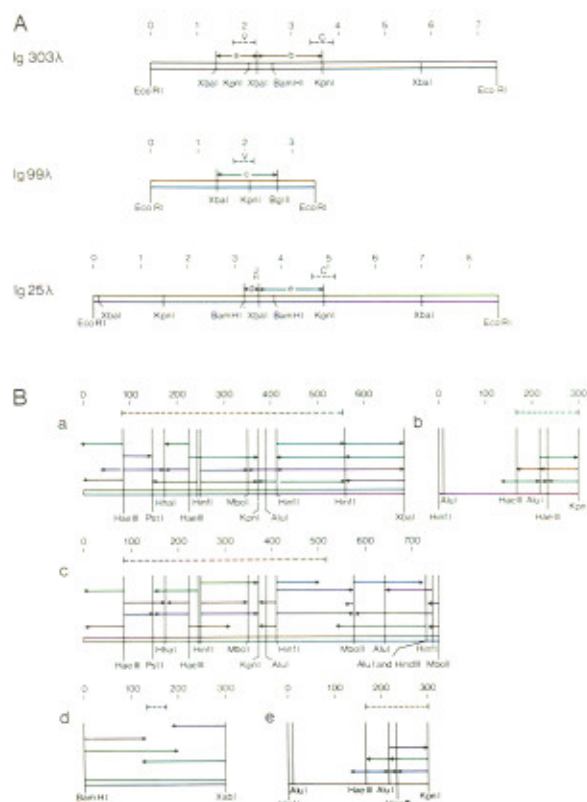 A
0 1 2 3 4 5 6 7
V C
Ig 303λ
a b
XbaI KpnI XbaI BamHI KpnI XbaI
EcoRI EcoRI
0 1 2 3
V
Ig 99λ
c
XbaI KpnI BglII
EcoRI EcoRI
0 1 2 3 4 5 6 7 8
J C
Ig 25λ
d e
XbaI KpnI BamHI XbaI BamHI KpnI XbaI
EcoRI EcoRI
B
0 100 200 300 400 500 600
0 100 200 300
a b
HhaI HinfI MboII HinfI HinfI
HaeIII PstI HaeIII KpnI AluI XbaI
AluI HaeIII AluI KpnI
HinfI HaeIII
0 100 200 300 400 500 600 700
c
HhaI HinfI MboII HinfI MboII AluI HinfI
HaeIII PstI HaeIII KpnI AluI AluI and HindIII MboII
0 100 200 300
0 100 200 300
d e
BamHI XbaI
AluI HaeIII AluI KpnI